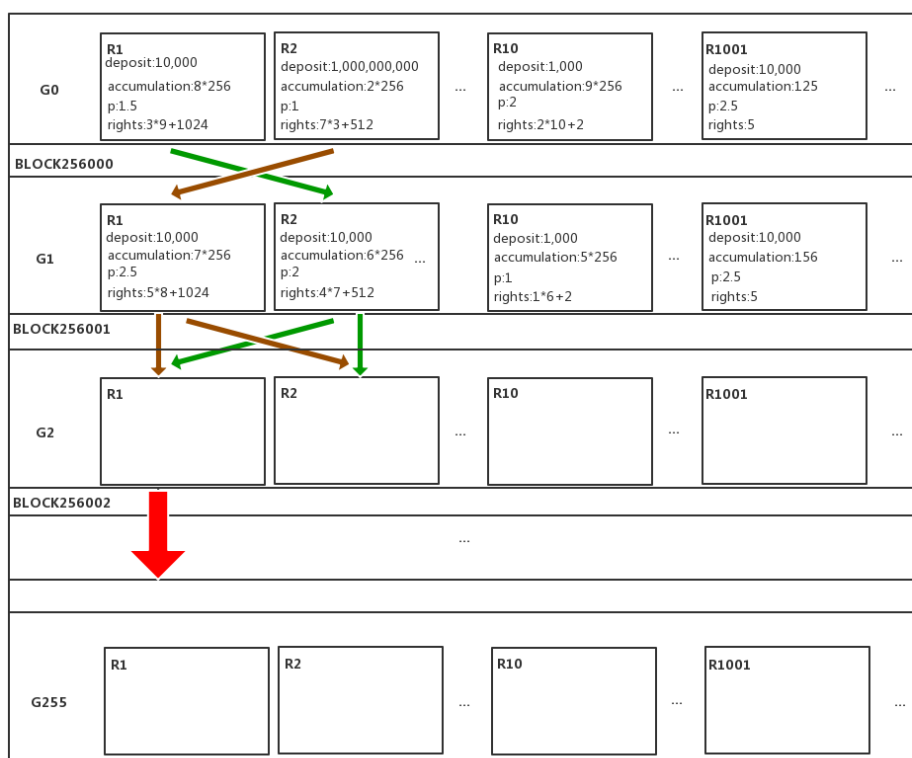 G0
R1
deposit:10,000
accumulation:8*256
p:1.5
rights:3*9+1024
R2
deposit:1,000,000,000
accumulation:2*256
p:1
rights:7*3+512
...
R10
deposit:1,000
accumulation:9*256
p:2
rights:2*10+2
...
R1001
deposit:10,000
accumulation:125
p:2.5
rights:5
...
BLOCK256000
G1
R1
deposit:10,000
accumulation:7*256
p:2.5
rights:5*8+1024
R2
deposit:10,000
accumulation:6*256
p:2
rights:4*7+512
...
R10
deposit:1,000
accumulation:5*256
p:1
rights:1*6+2
...
R1001
deposit:10,000
accumulation:156
p:2.5
rights:5
...
BLOCK256001
G2
R1
R2
...
R10
...
R1001
...
BLOCK256002
...
G255
R1
R2
...
R10
...
R1001
...